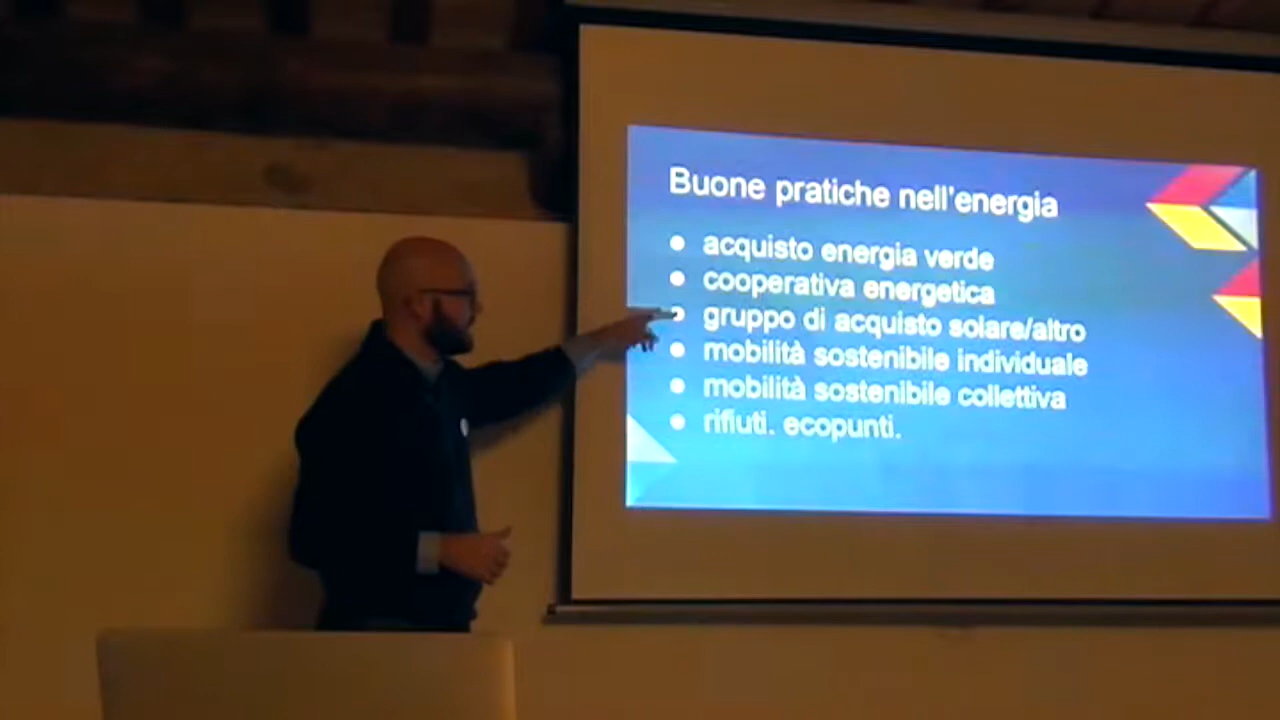 Buone pratiche nell'energia
● acquisto energia verde
● cooperativa energetica
● gruppo di acquisto solare/altro
● mobilità sostenibile individuale
● mobilità sostenibile collettiva
● rifiuti. ecopunti.